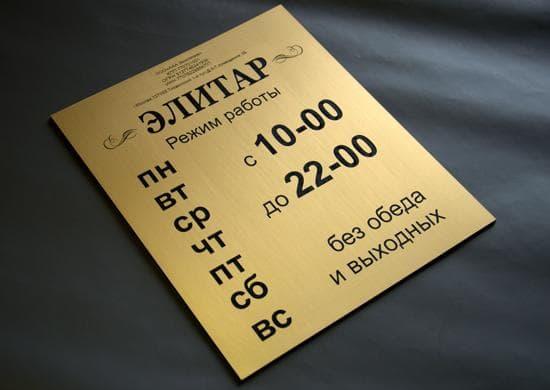 ЭЛИТАР
Режим работы
пн
вт
ср
чт
пт
сб
вс
с 10-00
до 22-00
без обеда
и выходных